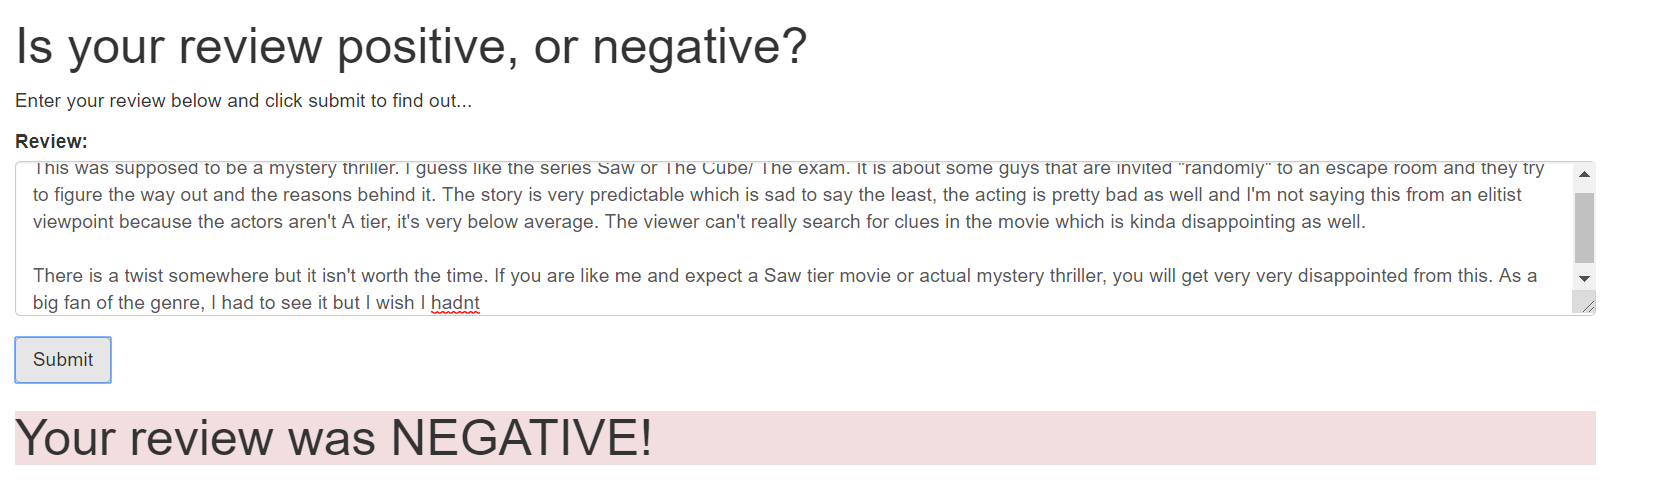 Is your review positive, or negative?
Enter your review below and click submit to find out...
Review:
This was supposed to be a mystery thriller. I guess like the series Saw or The Cube/ The exam. It is about some guys that are invited "randomly" to an escape room and they try
to figure the way out and the reasons behind it. The story is very predictable which is sad to say the least, the acting is pretty bad as well and I'm not saying this from an elitist
viewpoint because the actors aren't A tier, it's very below average. The viewer can't really search for clues in the movie which is kinda disappointing as well.
There is a twist somewhere but it isn't worth the time. If you are like me and expect a Saw tier movie or actual mystery thriller, you will get very very disappointed from this. As a
big fan of the genre, I had to see it but I wish I hadnt
Submit
Your review was NEGATIVE!